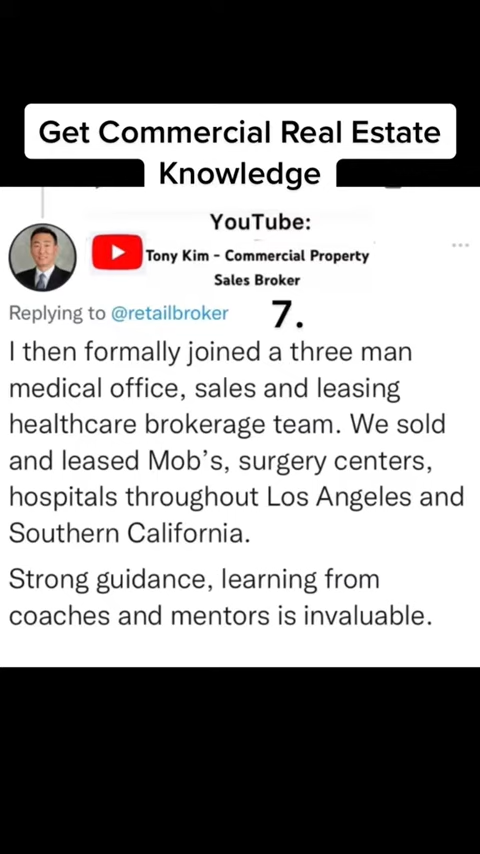 Get Commercial Real Estate
Knowledge
YouTube:
Tony Kim - Commercial Property
Sales Broker
Replying to @retailbroker
7.
I then formally joined a three man
medical office, sales and leasing
healthcare brokerage team. We sold
and leased Mob's, surgery centers,
hospitals throughout Los Angeles and
Southern California.
Strong guidance, learning from
coaches and mentors is invaluable.